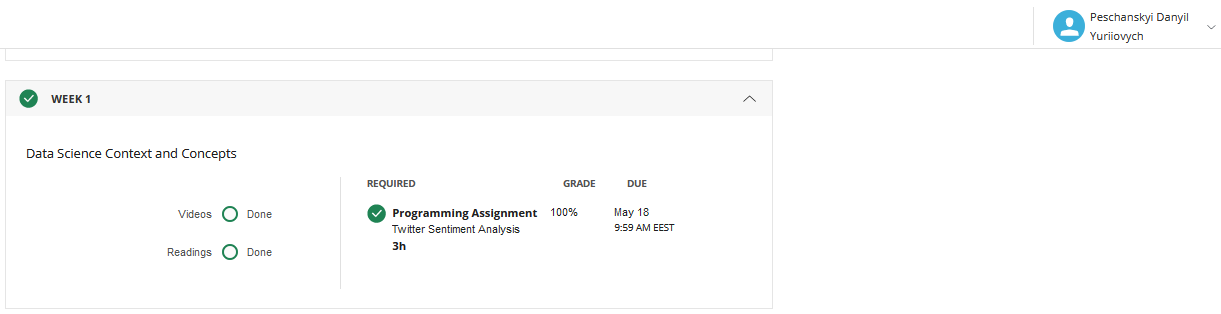 Peschanskyi Danyil
Yuriiovych
WEEK 1
Data Science Context and Concepts
REQUIRED GRADE DUE
Videos Done
Programming Assignment 100% May 18
Twitter Sentiment Analysis 9:59 AM EEST
3h
Readings Done